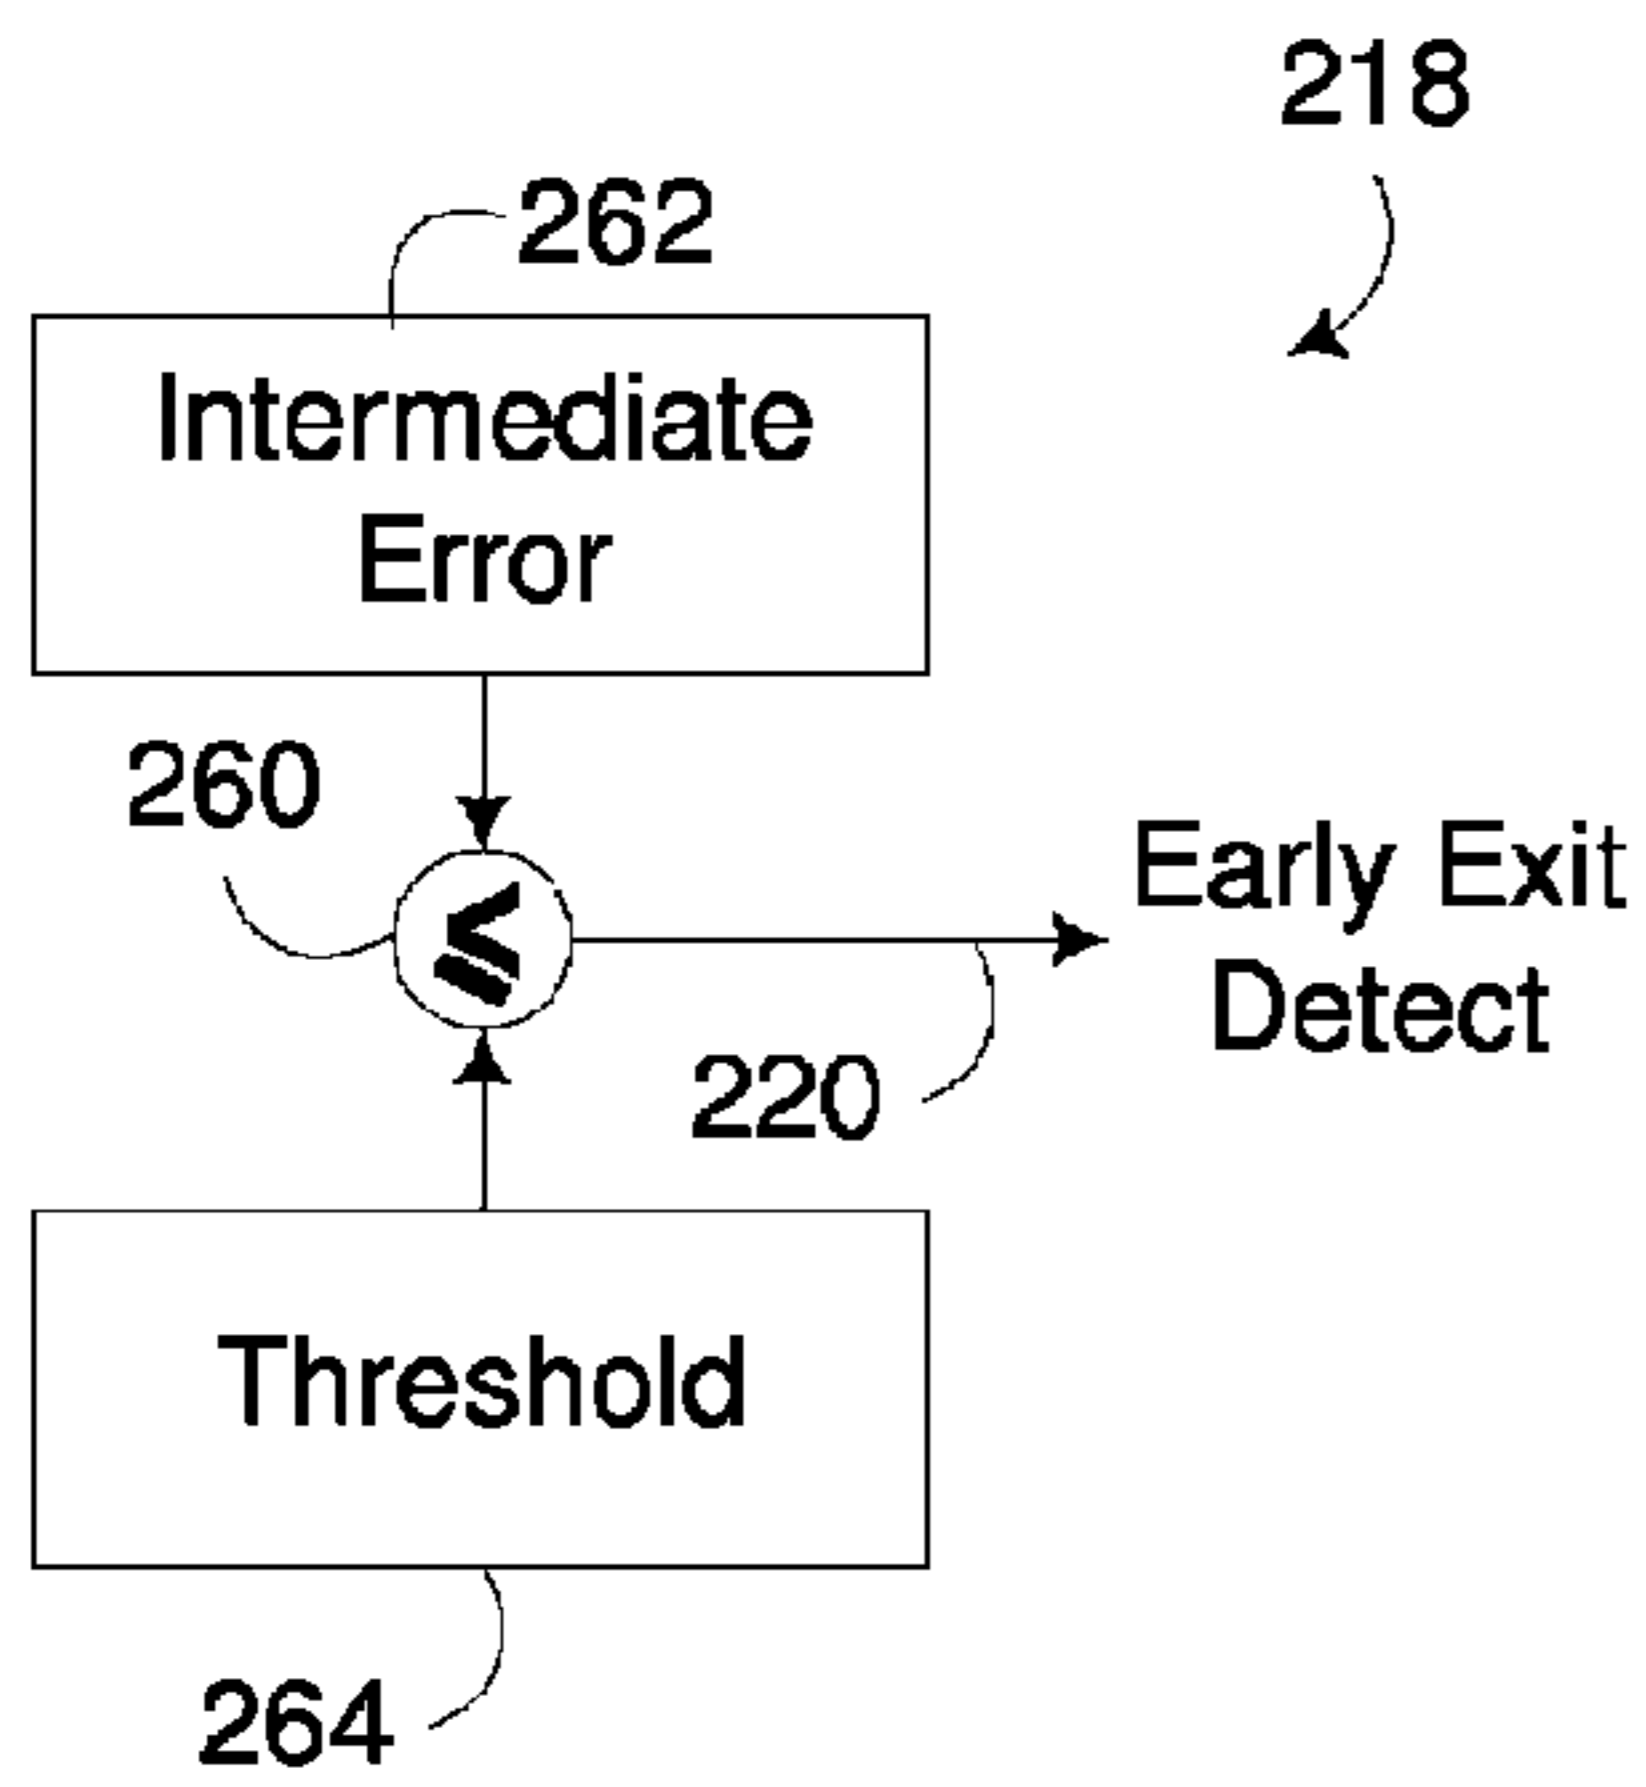 218
262
Intermediate
Error
260
≤
Early Exit
Detect
220
Threshold
264